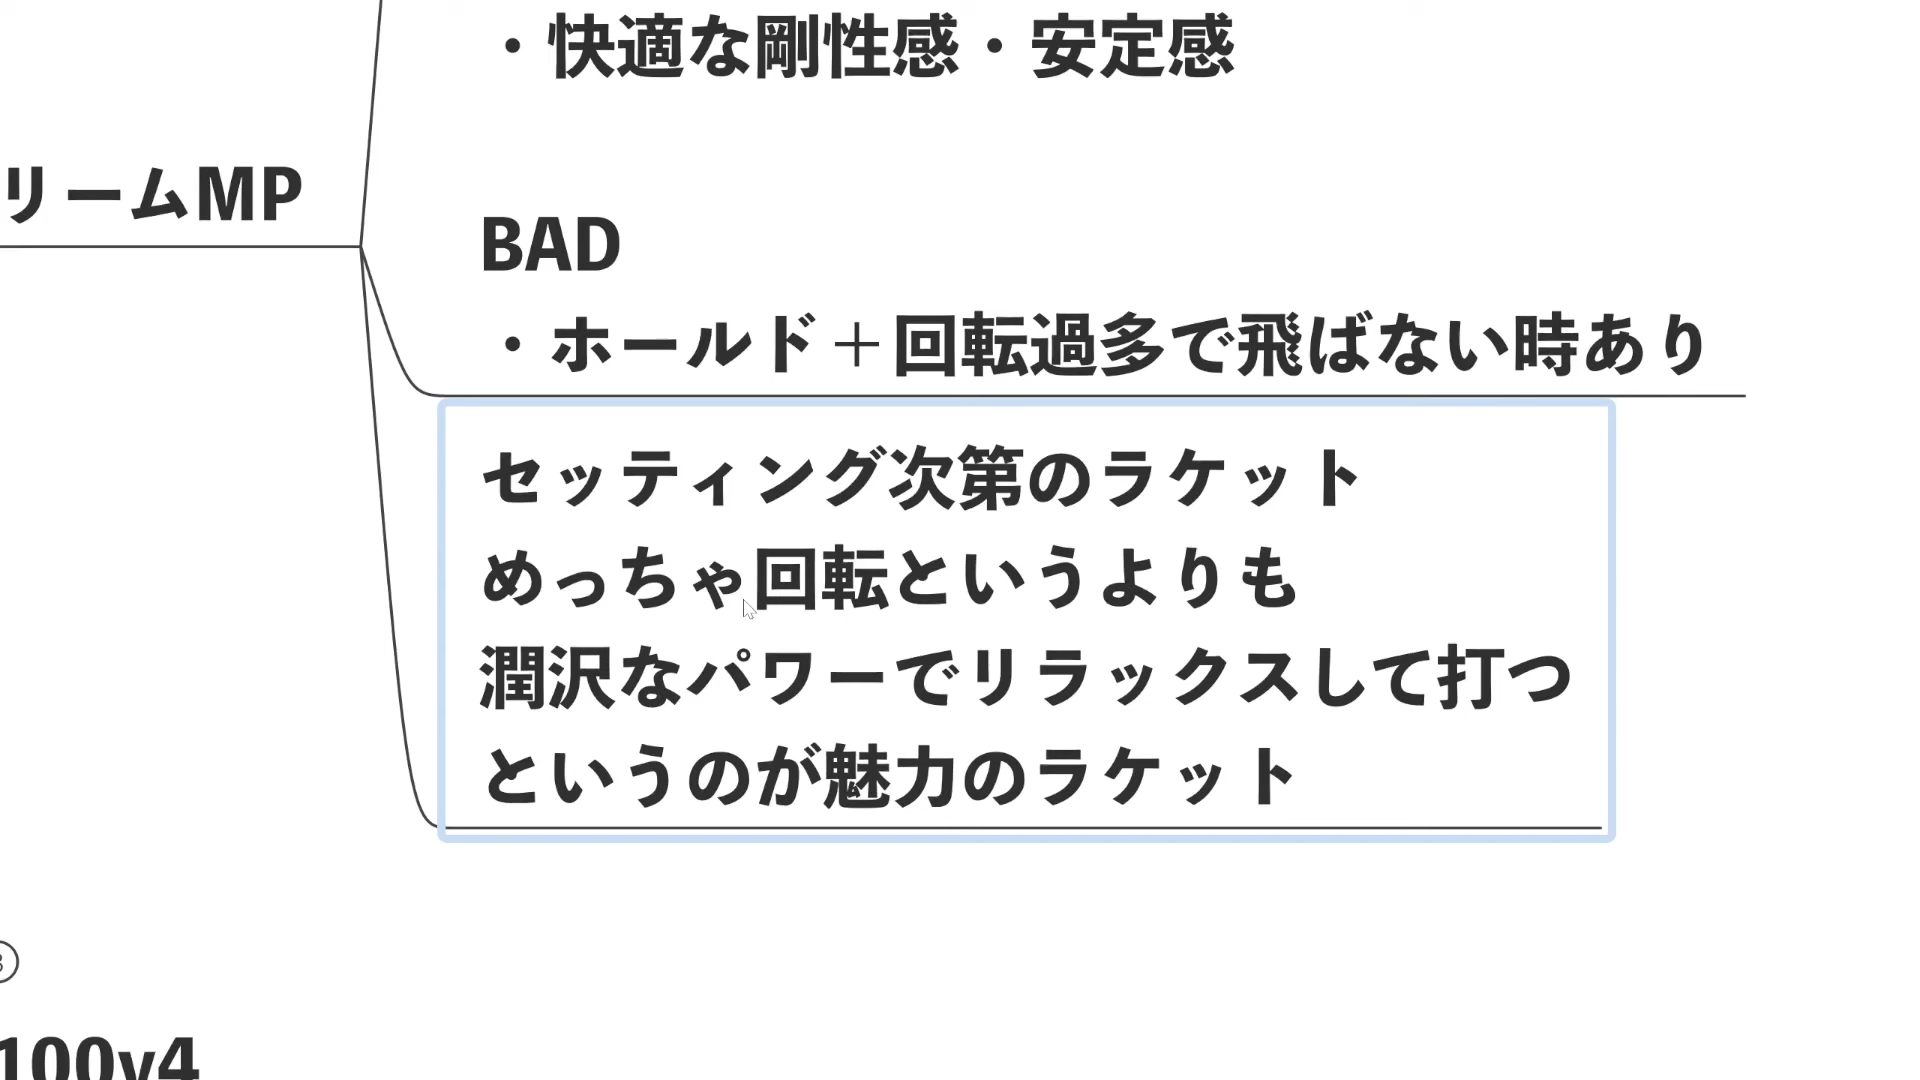 ・快適な剛性感・安定感
リームMP
BAD
・ホールド＋回転過多で飛ばない時あり
セッティング次第のラケット
めっちゃ回転というよりも
潤沢なパワーでリラックスして打つ
というのが魅力のラケット
100v4